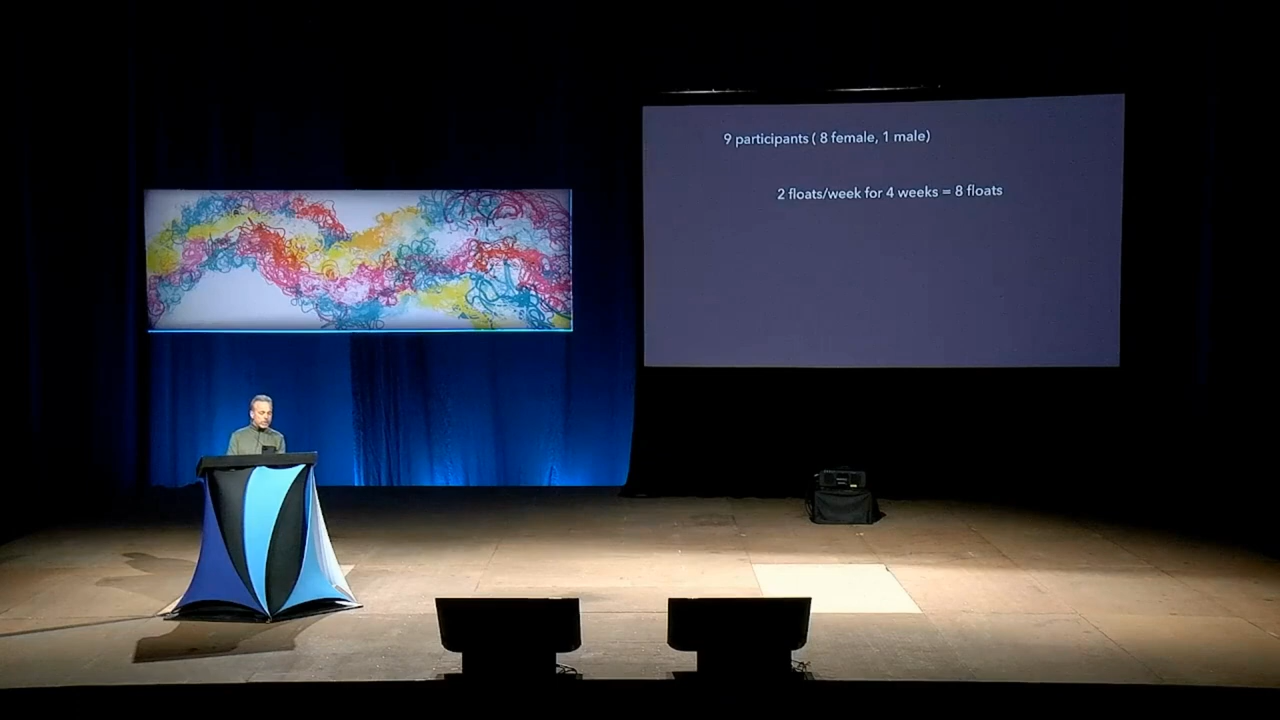 9 participants ( 8 female, 1 male)
2 floats/week for 4 weeks = 8 floats